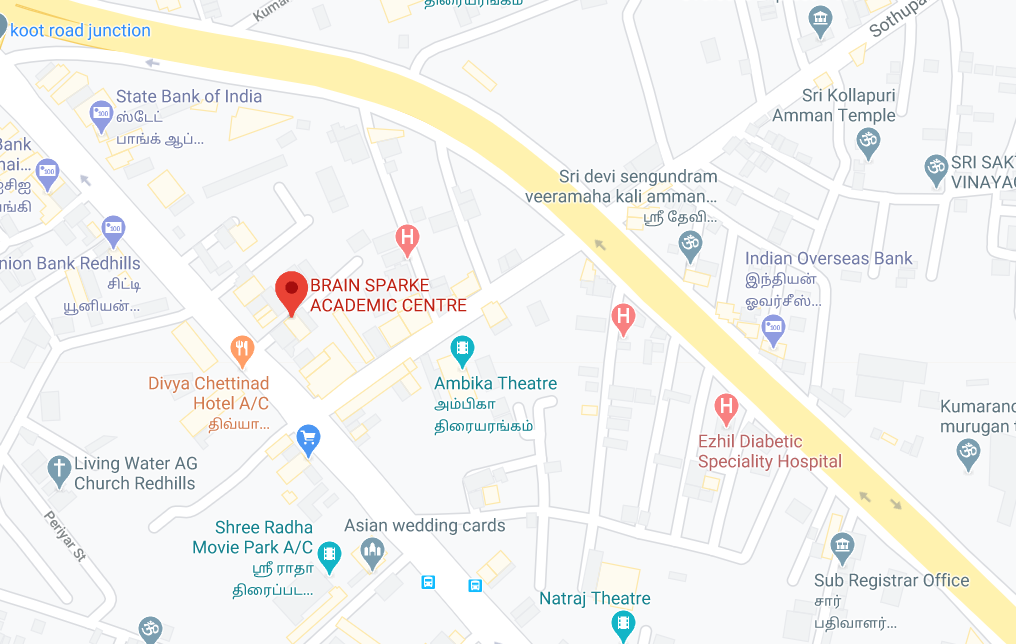 திரையரங்கம்
koot road junction
State Bank of India
ஸ்டேட்
பாங்க் ஆப்...
Sri Kollapuri
Amman Temple
Bank
SRI SAKT
VINAYAG
Sri devi sengundram
veeramaha kali amman...
ஸ்ரீ தேவி...
nion Bank Redhills
சிட்டி
யூனியன்...
Indian Overseas Bank
இந்தியன்
ஓவர்சீஸ்...
BRAIN SPARKE
ACADEMIC CENTRE
Divya Chettinad
Hotel A/C
திவ்யா...
Ambika Theatre
அம்பிகா
திரையரங்கம்
Kumaran
murugan t
Ezhil Diabetic
Speciality Hospital
Living Water AG
Church Redhills
Periyar St
Shree Radha
Movie Park A/C
ஸ்ரீ ராதா
திரைப்பட...
Asian wedding cards
Sub Registrar Office
சார்
பதிவாளர்...
Natraj Theatre